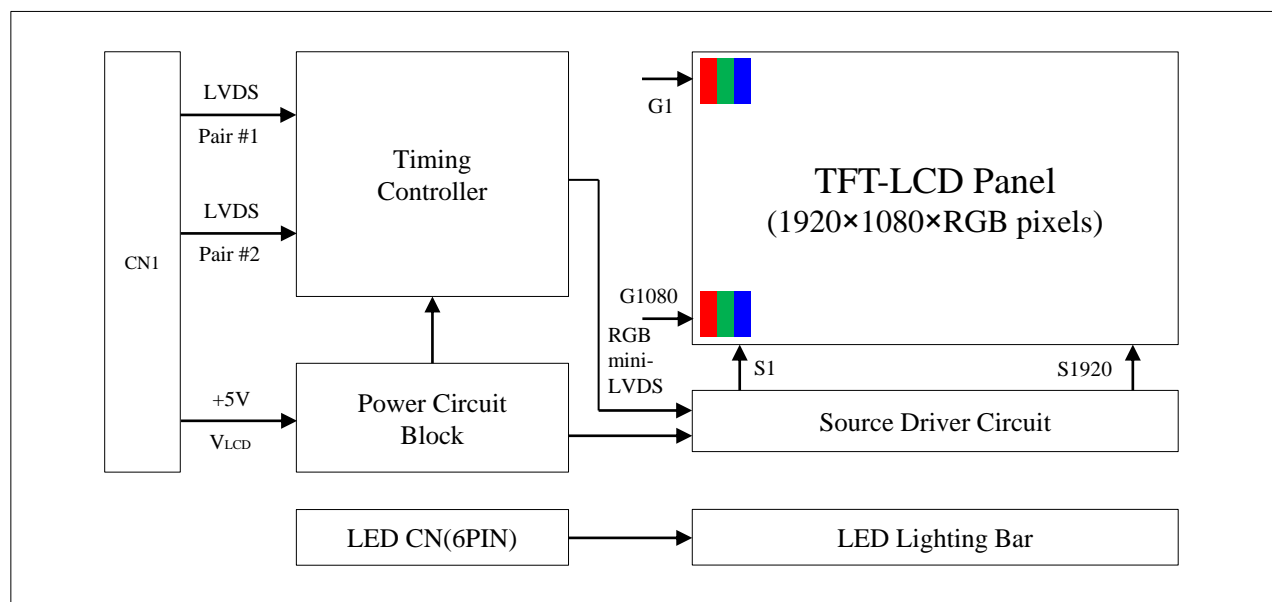 CN1
LVDS
Pair #1
LVDS
Pair #2
+5V
VLCD
Timing
Controller
Power Circuit
Block
G1
TFT-LCD Panel
(1920×1080×RGB pixels)
G1080
RGB
mini-
LVDS
S1
S1920
Source Driver Circuit
LED CN(6PIN)
LED Lighting Bar